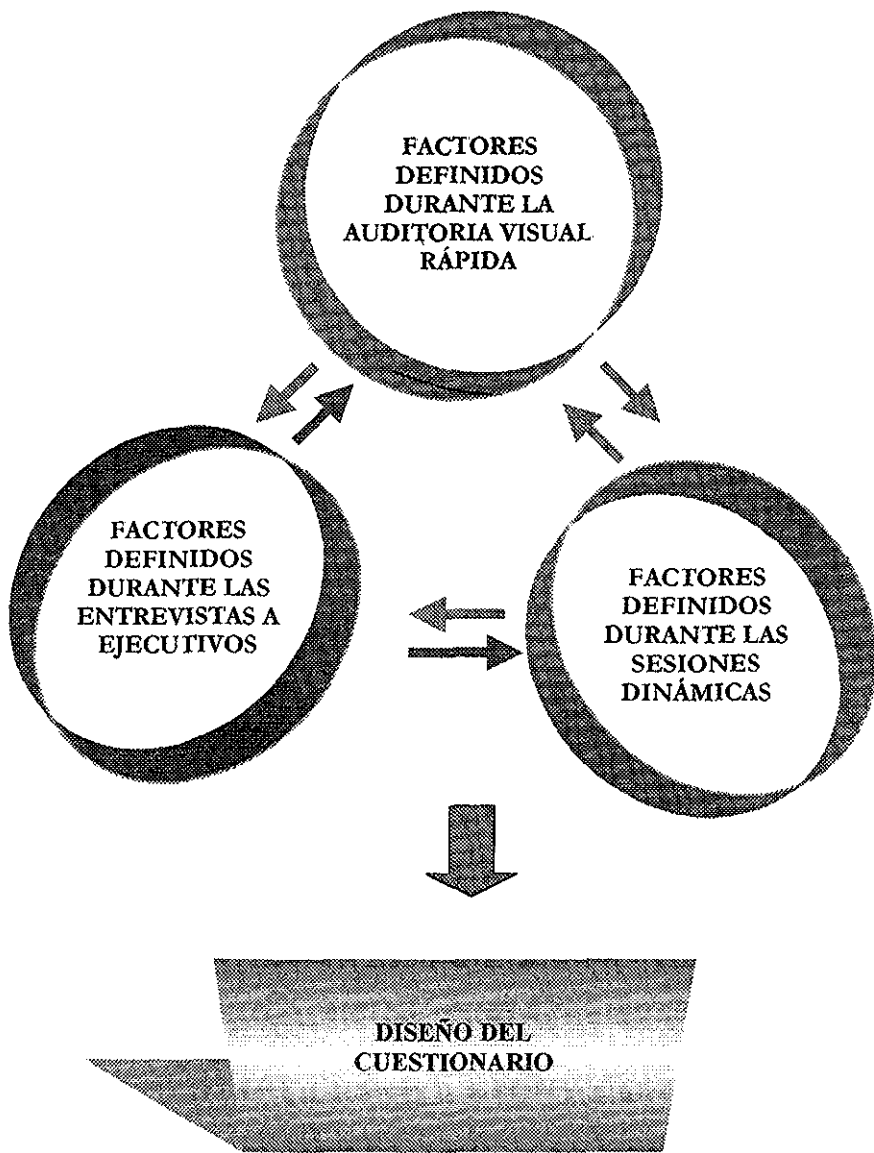 FACTORES
DEFINIDOS
DURANTE LA
AUDITORIA VISUAL
RÁPIDA
FACTORES
DEFINIDOS
DURANTE LAS
ENTREVISTAS A
EJECUTIVOS
FACTORES
DEFINIDOS
DURANTE LAS
SESIONES
DINÁMICAS
DISEÑO DEL
CUESTIONARIO